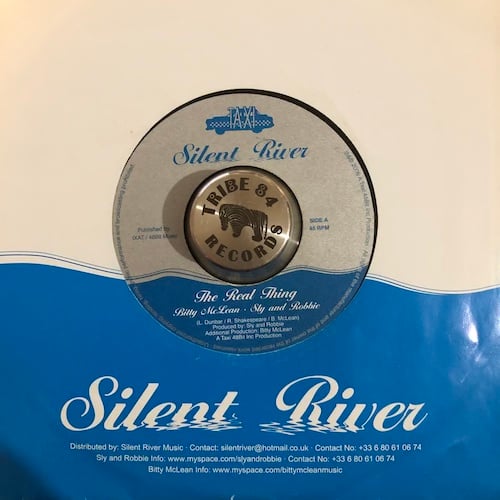 TAXI
Silent River
TRIBE 84
RECORDS
Published by
IXAT / 48Bit Music
SIDE-A
45 RPM
The Real Thing
Bitty McLean · Sly and Robbie
(L. Dunbar / R. Shakespeare / B. McLean)
Produced by: Sly and Robbie
Additional Production: Bitty McLean
A Taxi 48Bit Inc Production
Silent River
Distributed by: Silent River Music · Contact: silentriver@hotmail.co.uk · Contact No: +33 6 80 61 06 74
Sly and Robbie Info: www.myspace.com/slyandrobbie · Contact No: +33 6 80 61 06 74
Bitty McLean Info: www.myspace.com/bittymcleanmusic